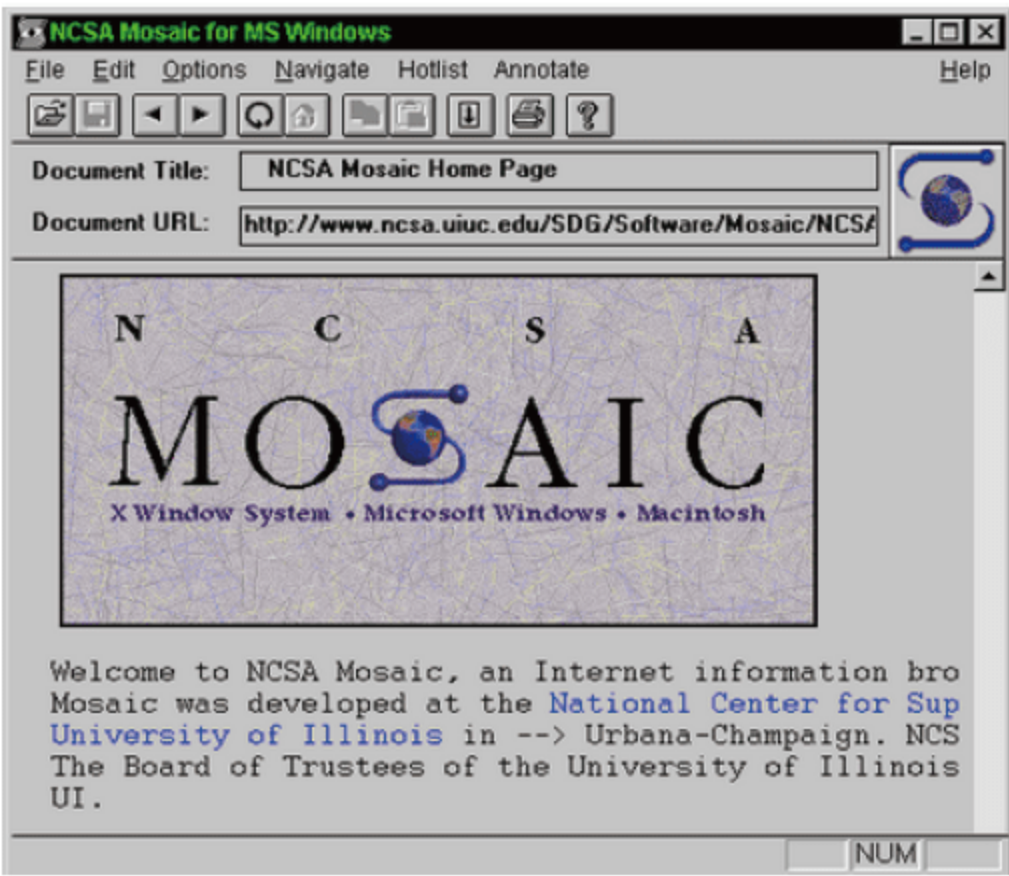 NCSA Mosaic for MS Windows
File Edit Options Navigate Hotlist Annotate Help
Document Title: NCSA Mosaic Home Page
Document URL: http://www.ncsa.uiuc.edu/SDG/Software/Mosaic/NCSA
N C S A
MOSAIC
X Window System • Microsoft Windows • Macintosh
Welcome to NCSA Mosaic, an Internet information bro
Mosaic was developed at the National Center for Sup
University of Illinois in --> Urbana-Champaign. NCS
The Board of Trustees of the University of Illinois
UI.
NUM